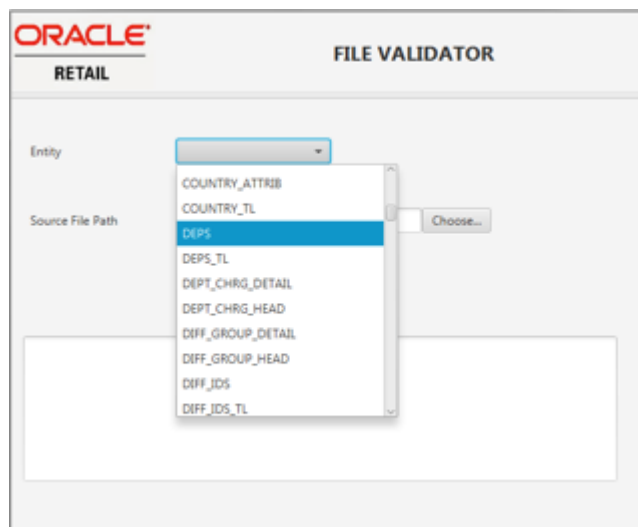 ORACLE
RETAIL
FILE VALIDATOR
Entity
COUNTRY_ATTRIB
COUNTRY_TL
Source File Path
Choose...
DEPS
DEPS_TL
DEPT_CHRG_DETAIL
DEPT_CHRG_HEAD
DIFF_GROUP_DETAIL
DIFF_GROUP_HEAD
DIFF_IDS
DIFF_IDS_TL